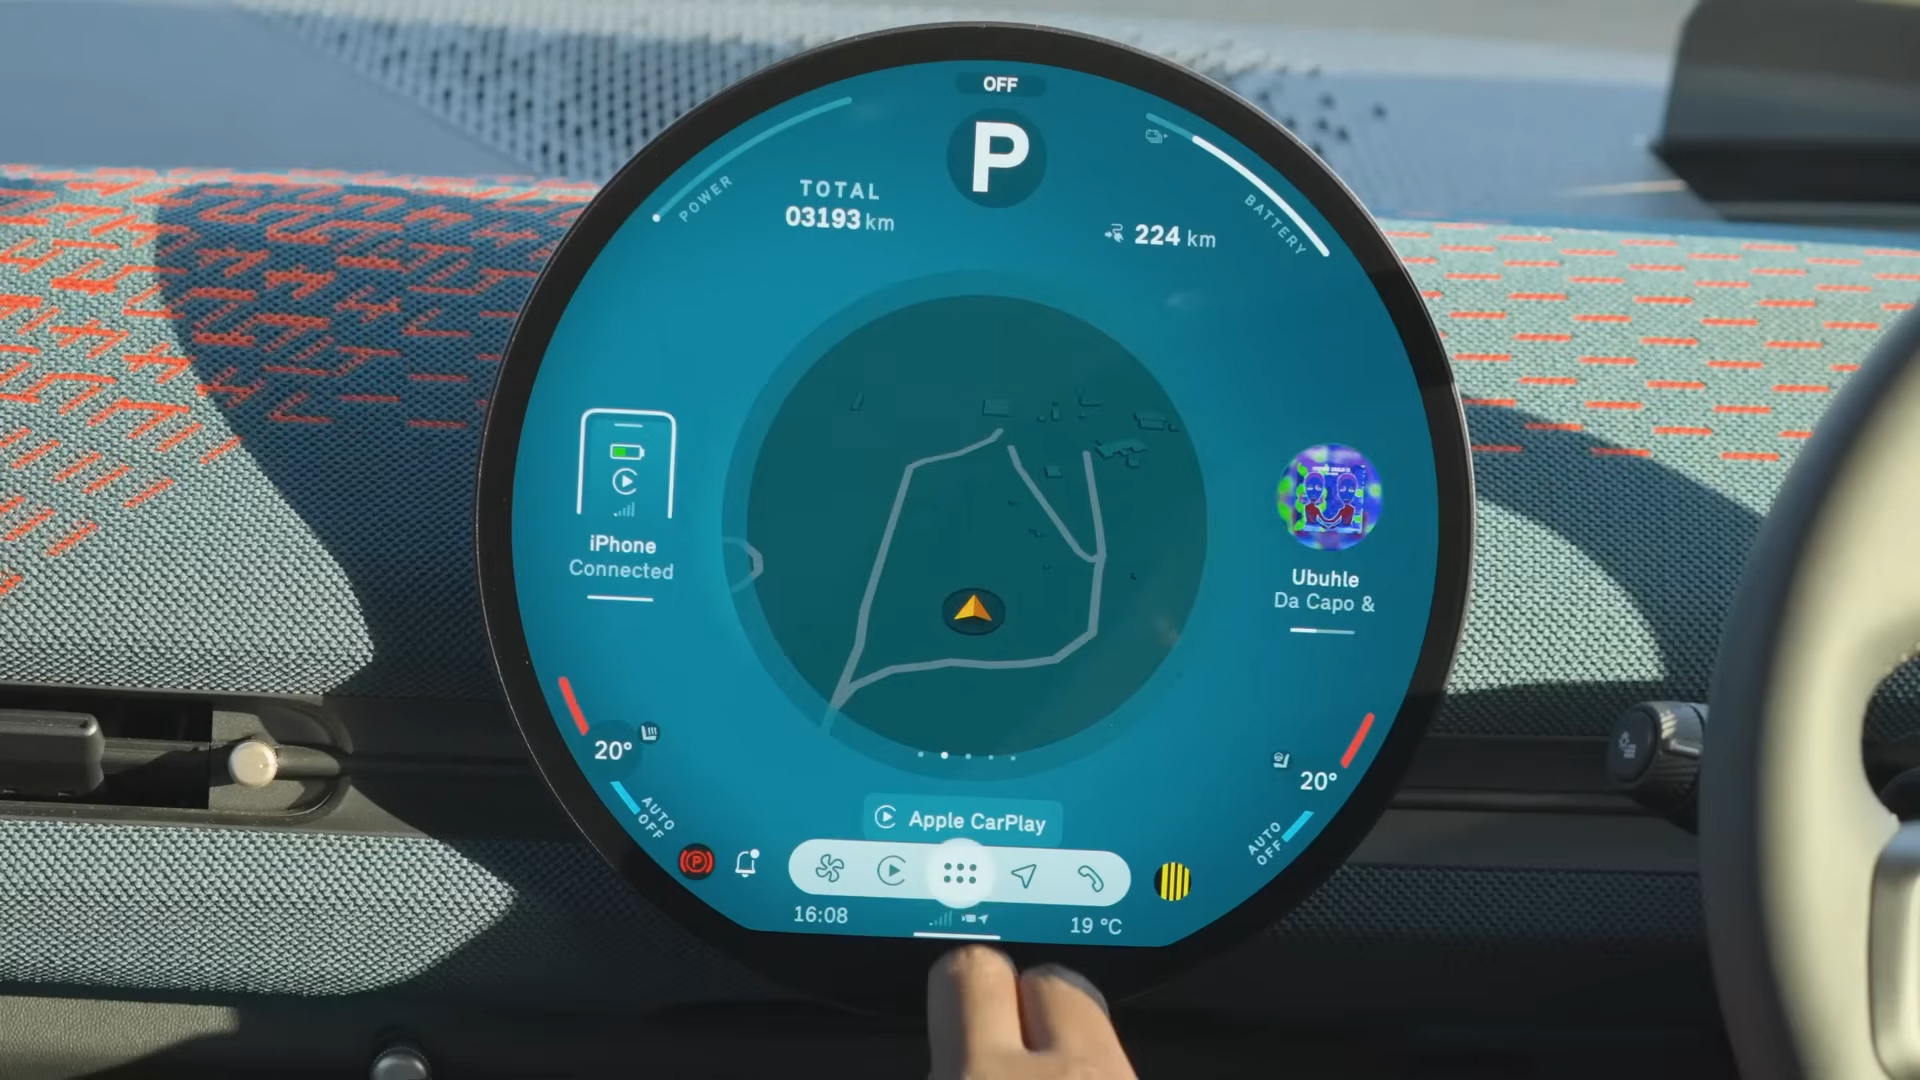 OFF
P
POWER
TOTAL
03193 km
BATTERY
224 km
iPhone
Connected
Ubuhle
Da Capo &
20°
20°
AUTO
OFF
AUTO
OFF
Apple CarPlay
P
16:08
19 °C